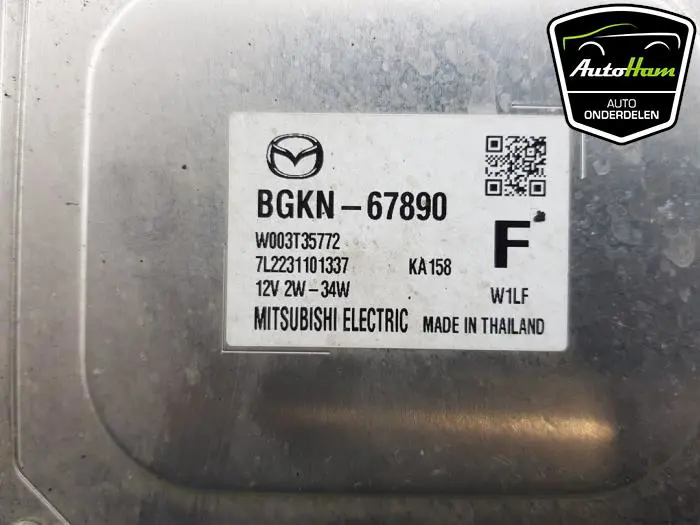 AutoHam
AUTO
ONDERDELEN
BGKN-67890
W003T35772
7L2231101337
KA158
F
12V 2W-34W
W1LF
MITSUBISHI ELECTRIC
MADE IN THAILAND